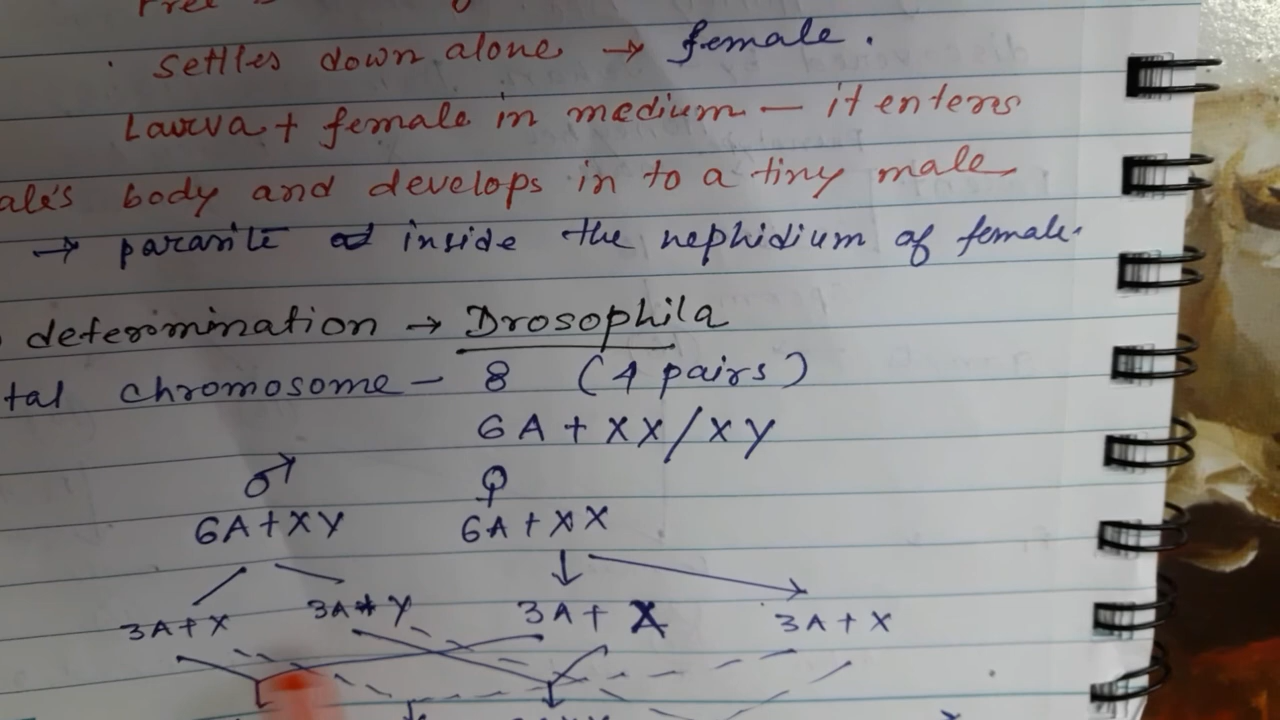 settles down alone → female.
Larva + female in medium — it enters
ale's body and develops in to a tiny male
→ parasite inside the nephidium of female.
determination → Drosophila
tal chromosome — 8 (4 pairs)
6A + XX/XY
♂ ♀
6A + XY 6A + XX
3A + X 3A + Y 3A + X 3A + X